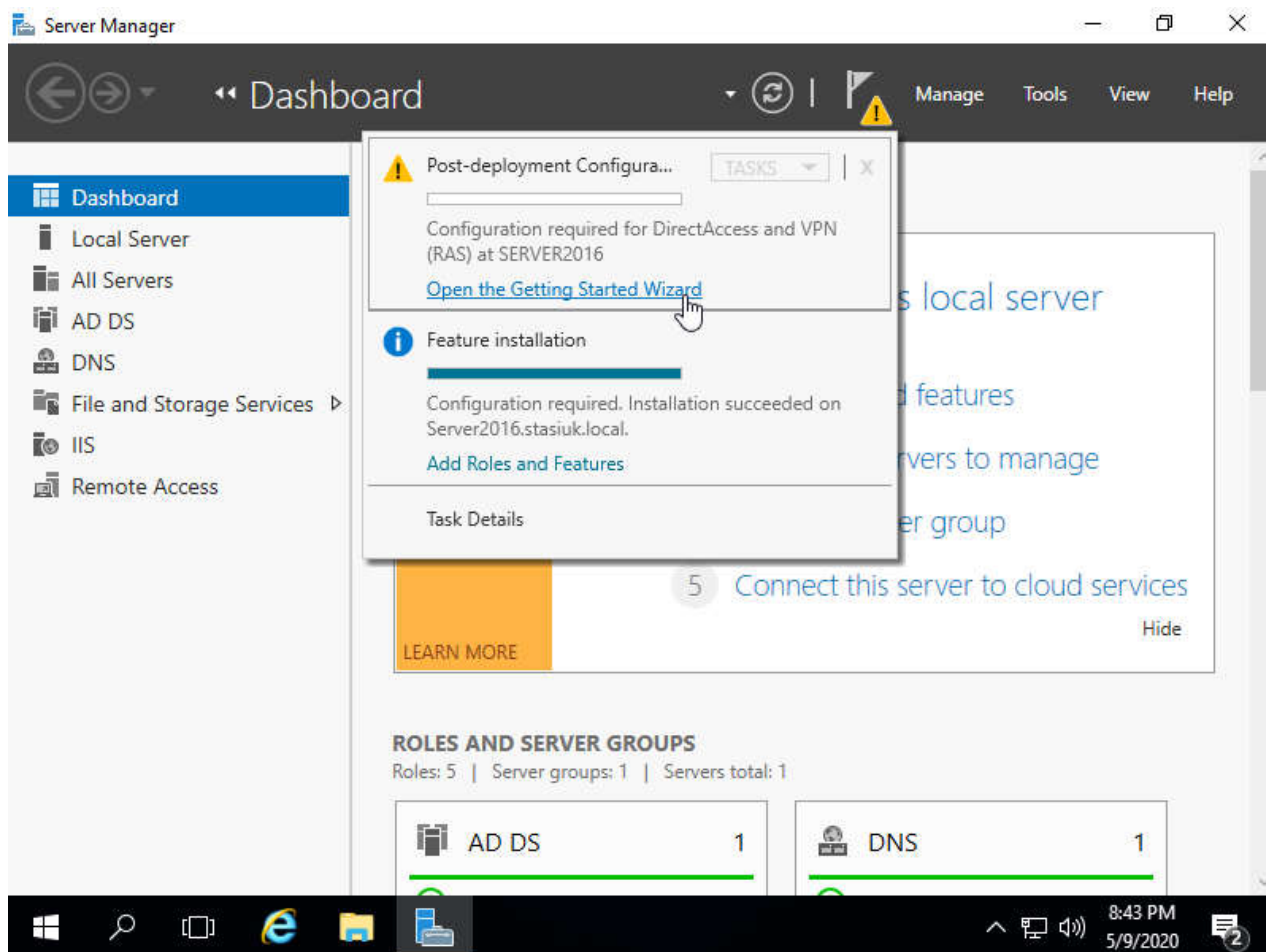 Server Manager
Dashboard
Manage Tools View Help
Dashboard
Local Server
All Servers
AD DS
DNS
File and Storage Services
IIS
Remote Access
Post-deployment Configura...
TASKS
X
Configuration required for DirectAccess and VPN
(RAS) at SERVER2016
Open the Getting Started Wizard
Feature installation
Configuration required. Installation succeeded on
Server2016.stasiuk.local.
Add Roles and Features
Task Details
s local server
d features
rvers to manage
er group
5 Connect this server to cloud services
Hide
LEARN MORE
ROLES AND SERVER GROUPS
Roles: 5 | Server groups: 1 | Servers total: 1
AD DS 1
DNS 1
8:43 PM
5/9/2020
2